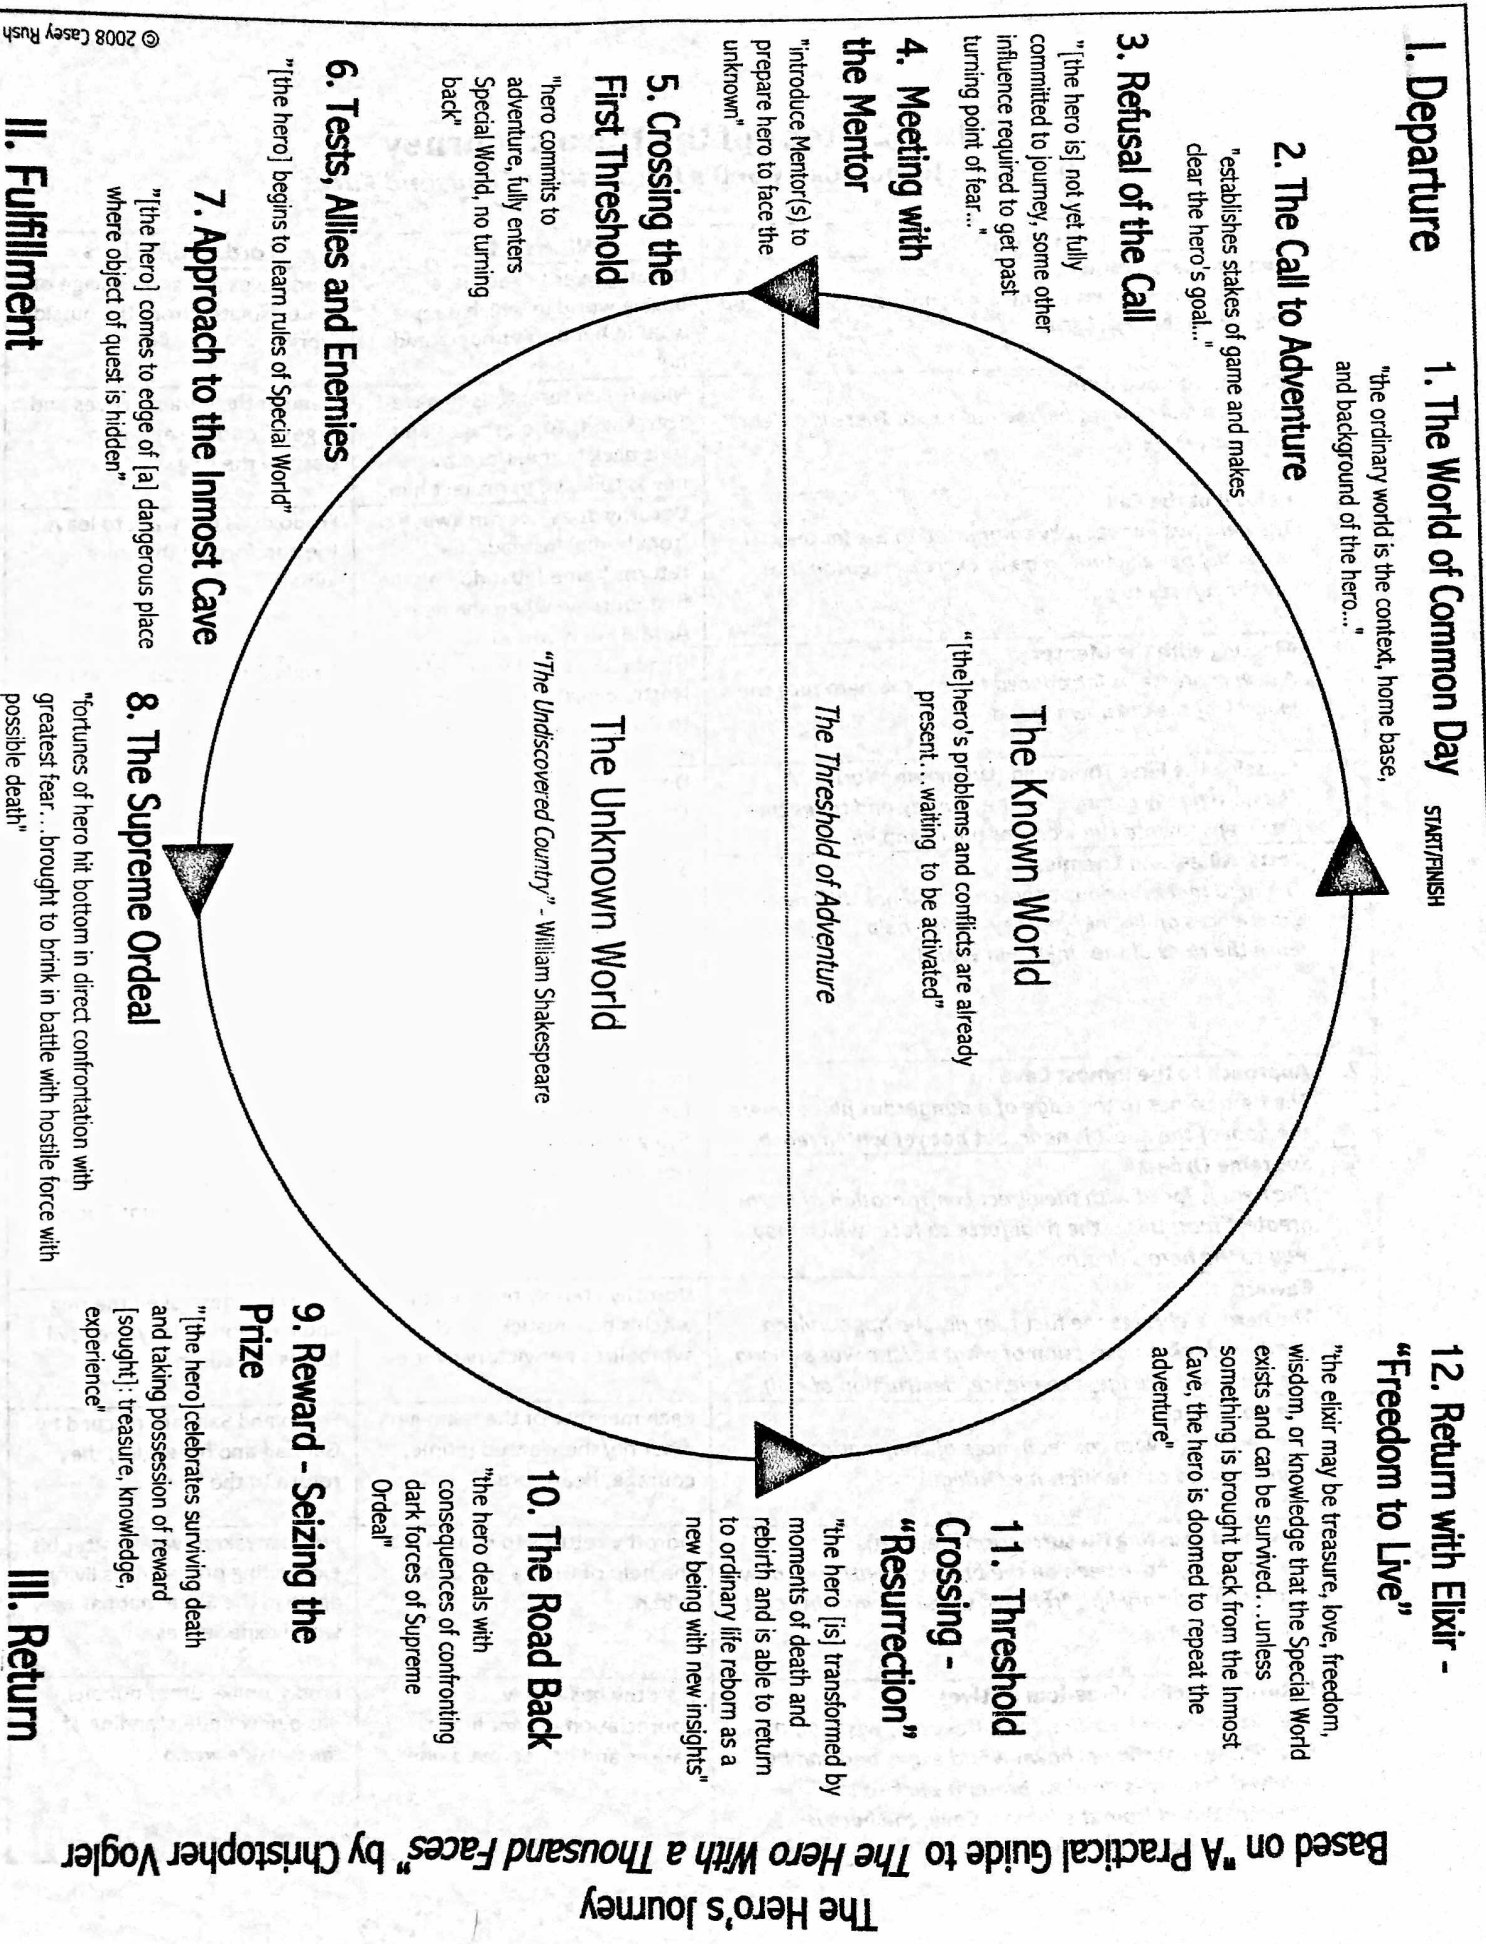 The Hero's Journey
Based on "A Practical Guide to The Hero With a Thousand Faces" by Christopher Vogler
I. Departure
1. The World of Common Day
START/FINISH
"the ordinary world is the context, home base,
and background of the hero..."
2. The Call to Adventure
"establishes stakes of game and makes
clear the hero's goal..."
3. Refusal of the Call
"[the hero is] not yet fully
committed to journey, some other
influence required to get past
turning point of fear..."
4. Meeting with
the Mentor
"introduce Mentor(s) to
prepare hero to face the
unknown"
5. Crossing the
First Threshold
"hero commits to
adventure, fully enters
Special World, no turning
back"
6. Tests, Allies and Enemies
"[the hero] begins to learn rules of Special World"
7. Approach to the Inmost Cave
"[the hero] comes to edge of [a] dangerous place
where object of quest is hidden"
II. Fulfillment
8. The Supreme Ordeal
"fortunes of hero hit bottom in direct confrontation with
greatest fear...brought to brink in battle with hostile force with
possible death"
9. Reward - Seizing the
Prize
"[the hero]celebrates surviving death
and taking possession of reward
[sought]: treasure, knowledge,
experience"
III. Return
10. The Road Back
"the hero deals with
consequences of confronting
dark forces of Supreme
Ordeal"
11. Threshold
Crossing -
"Resurrection"
"the hero [is] transformed by
moments of death and
rebirth and is able to return
to ordinary life reborn as a
new being with new insights"
12. Return with Elixir -
"Freedom to Live"
"the elixir may be treasure, love, freedom,
wisdom, or knowledge that the Special World
exists and can be survived...unless
something is brought back from the Inmost
Cave, the hero is doomed to repeat the
adventure"
The Known World
"[the]hero's problems and conflicts are already
present...waiting to be activated"
The Threshold of Adventure
The Unknown World
"The Undiscovered Country" - William Shakespeare
© 2008 Casey Rush